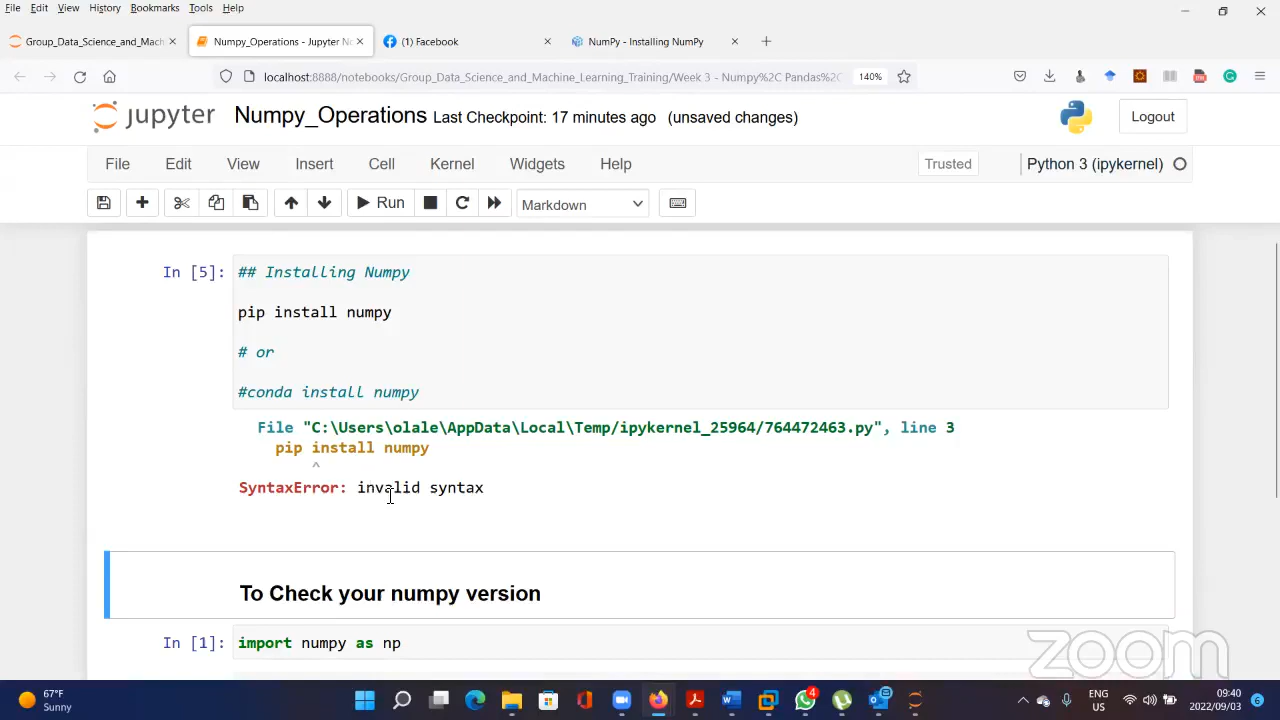 File Edit View History Bookmarks Tools Help
Group_Data_Science_and_Mach
Numpy_Operations - Jupyter No
(1) Facebook
NumPy - Installing NumPy
localhost:8888/notebooks/Group_Data_Science_and_Machine_Learning_Training/Week 3 - Numpy%2C Pandas%2C
140%
jupyter Numpy_Operations Last Checkpoint: 17 minutes ago (unsaved changes)
Logout
File Edit View Insert Cell Kernel Widgets Help
Trusted
Python 3 (ipykernel)
Run
Markdown
In [5]: ## Installing Numpy
pip install numpy
# or
#conda install numpy
File "C:\Users\olale\AppData\Local\Temp/ipykernel_25964/764472463.py", line 3
pip install numpy
^
SyntaxError: invalid syntax
To Check your numpy version
In [1]: import numpy as np
zoom
67°F
Sunny
4
ENG
US
09:40
2022/09/03
6